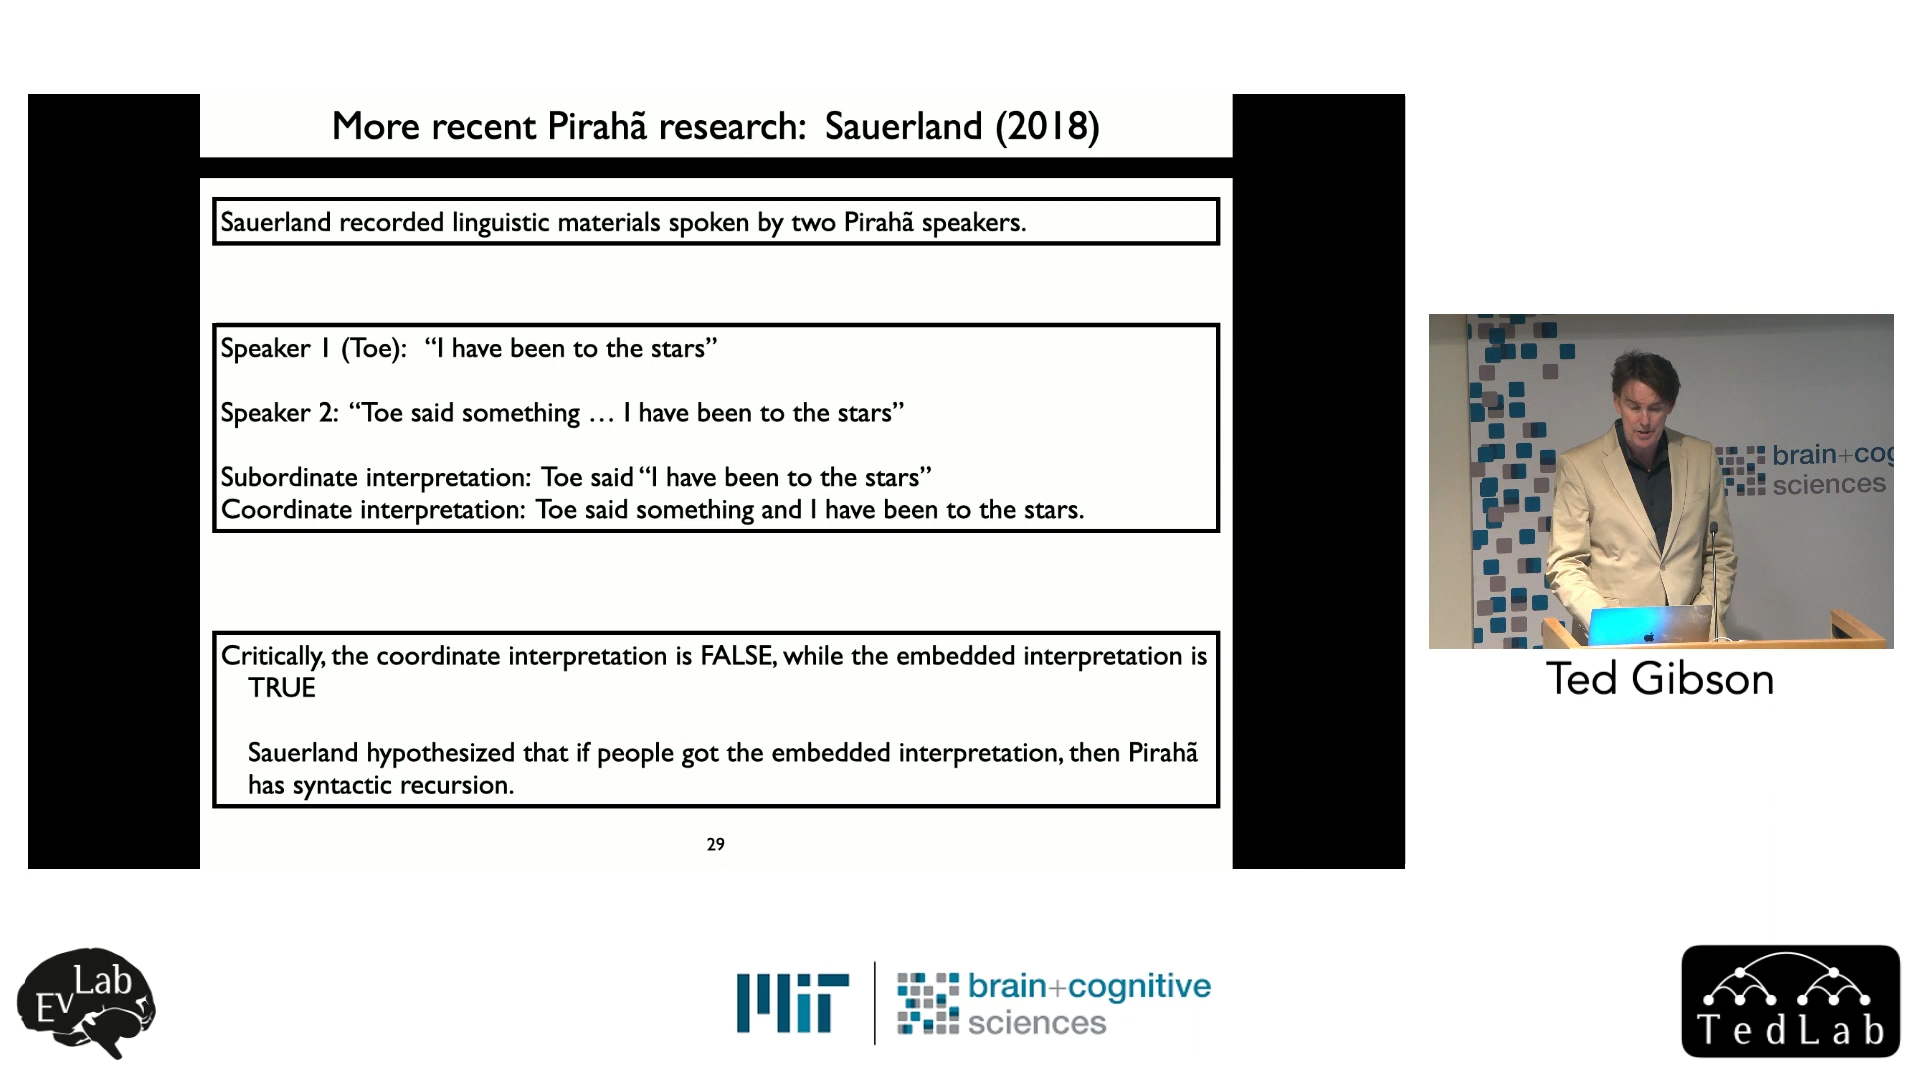 More recent Pirahã research: Sauerland (2018)
Sauerland recorded linguistic materials spoken by two Pirahã speakers.
Speaker 1 (Toe): “I have been to the stars”
Speaker 2: “Toe said something … I have been to the stars”
Subordinate interpretation: Toe said “I have been to the stars”
Coordinate interpretation: Toe said something and I have been to the stars.
Critically, the coordinate interpretation is FALSE, while the embedded interpretation is
TRUE
Sauerland hypothesized that if people got the embedded interpretation, then Pirahã
has syntactic recursion.
29
brain+cog
sciences
Ted Gibson
EvLab
MIT
brain+cognitive
sciences
TedLab